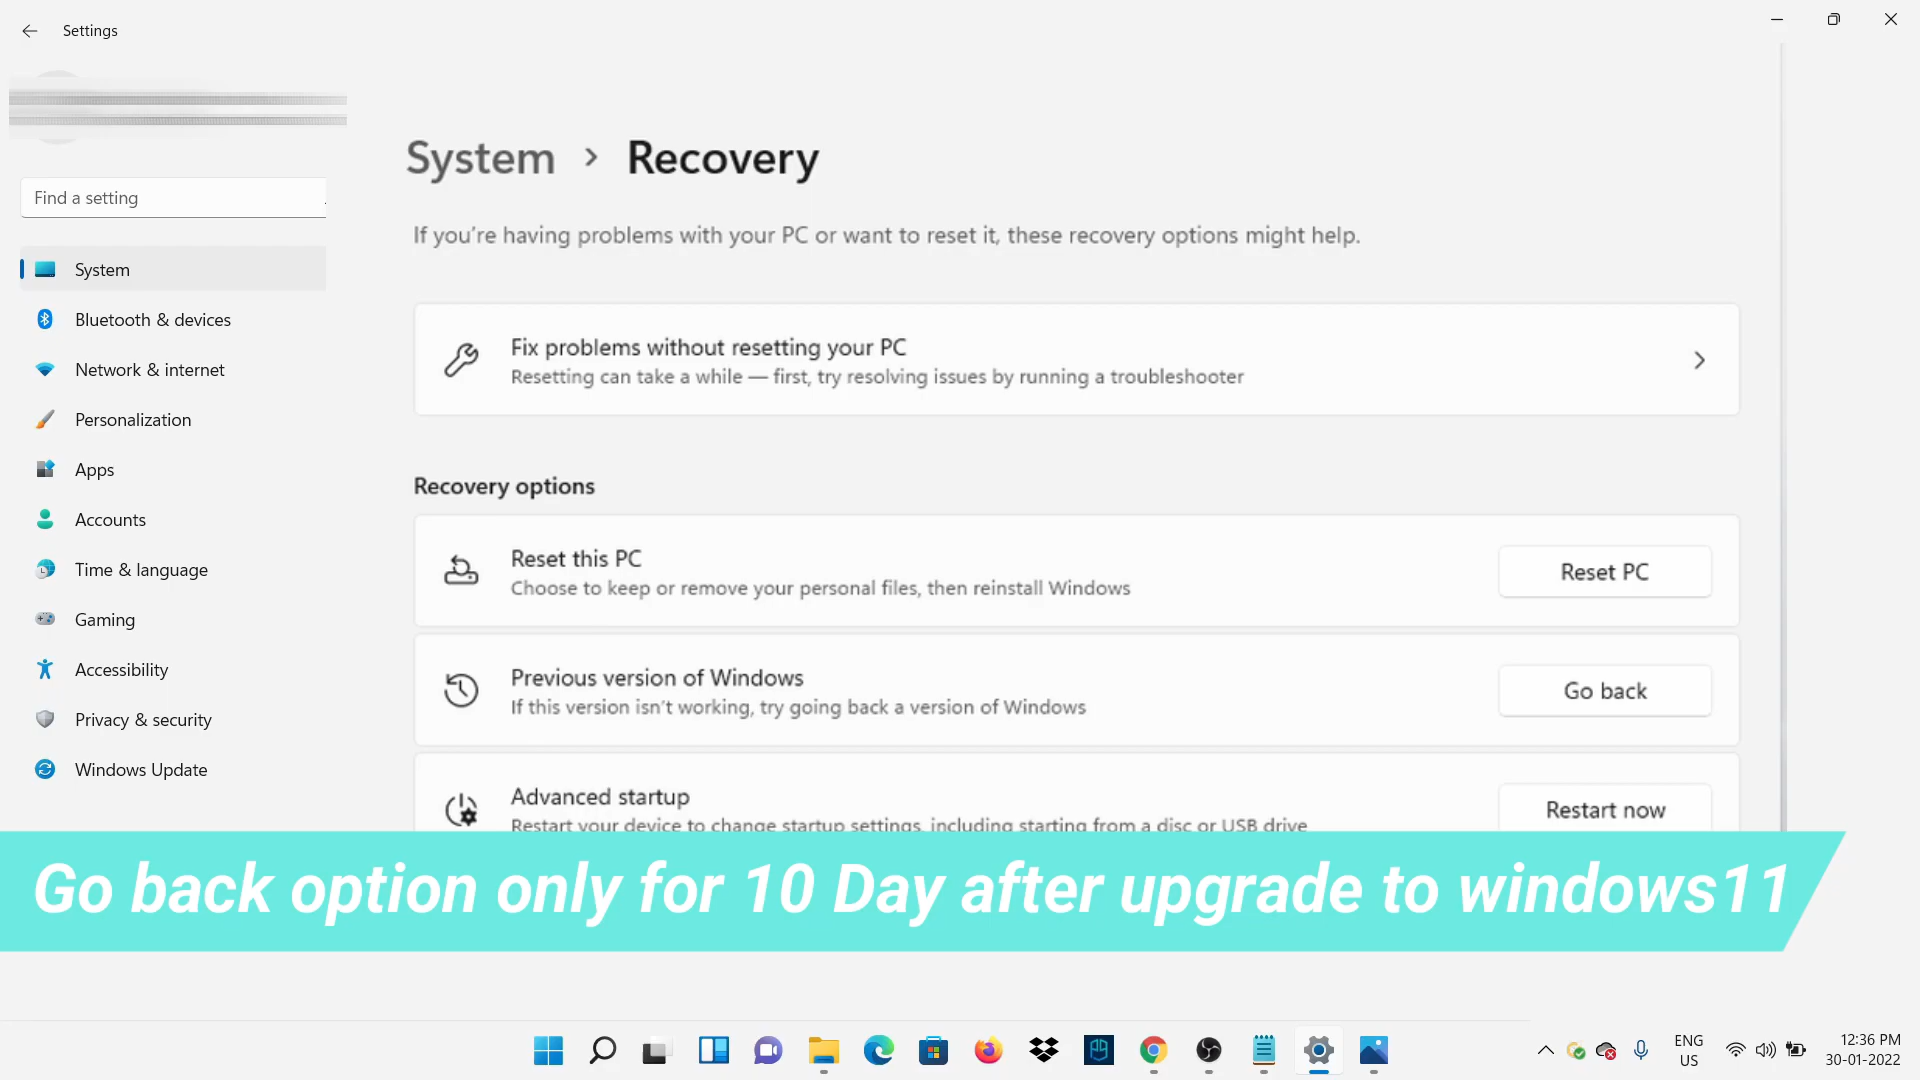 Settings
Find a setting
System
Bluetooth & devices
Network & internet
Personalization
Apps
Accounts
Time & language
Gaming
Accessibility
Privacy & security
Windows Update
System > Recovery
If you're having problems with your PC or want to reset it, these recovery options might help.
Fix problems without resetting your PC
Resetting can take a while — first, try resolving issues by running a troubleshooter
Recovery options
Reset this PC
Choose to keep or remove your personal files, then reinstall Windows
Reset PC
Previous version of Windows
If this version isn't working, try going back a version of Windows
Go back
Advanced startup
Restart your device to change startup settings, including starting from a disc or USB drive
Restart now
Go back option only for 10 Day after upgrade to windows11
ENG
US
12:36 PM
30-01-2022